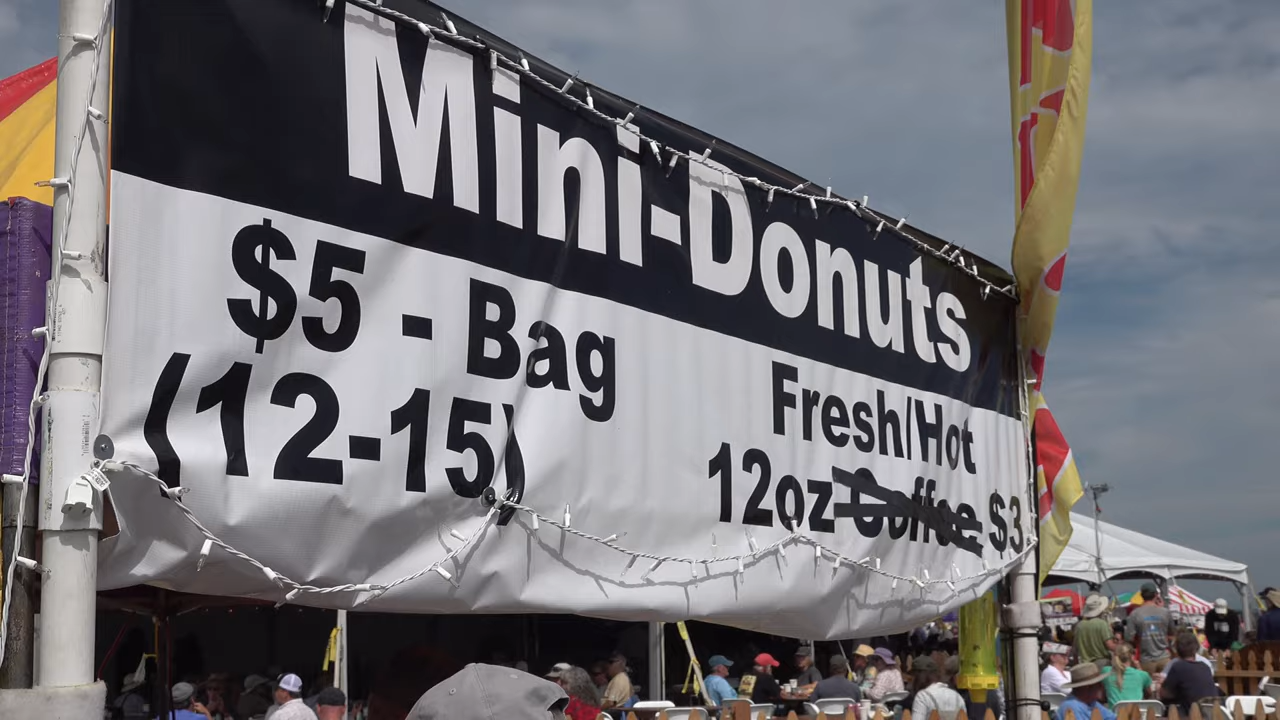 Mini-Donuts
$5 - Bag
(12-15)
Fresh/Hot
12oz Coffee $3